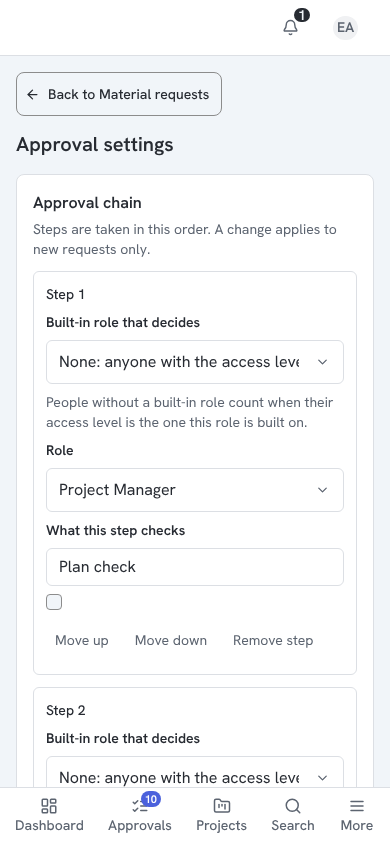 1
EA
Back to Material requests
Approval settings
Approval chain
Steps are taken in this order. A change applies to
new requests only.
Step 1
Built-in role that decides
None: anyone with the access leve
People without a built-in role count when their
access level is the one this role is built on.
Role
Project Manager
What this step checks
Plan check
Move up Move down Remove step
Step 2
Built-in role that decides
None: anyone with the access leve
10
Dashboard Approvals Projects Search More